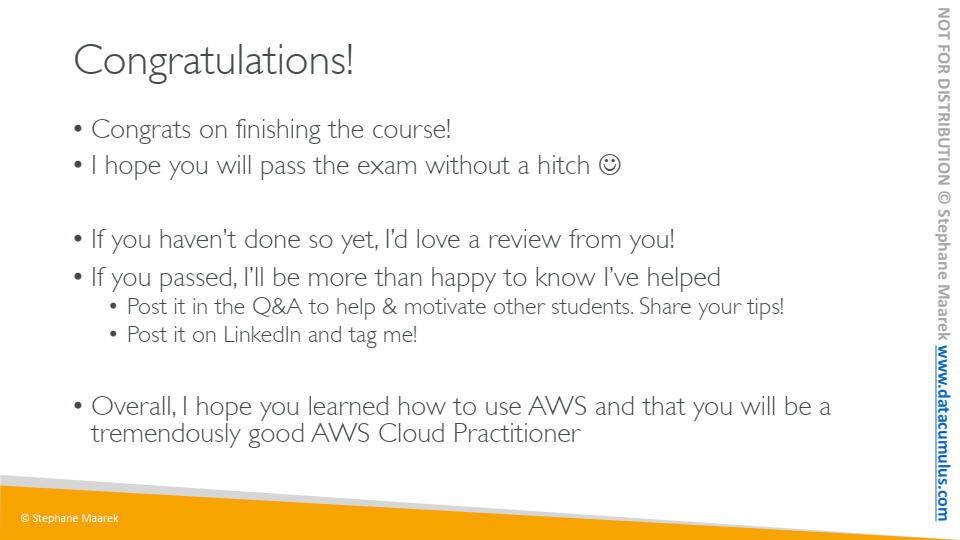 Congratulations!
• Congrats on finishing the course!
• I hope you will pass the exam without a hitch ☺
• If you haven't done so yet, I'd love a review from you!
• If you passed, I'll be more than happy to know I've helped
• Post it in the Q&A to help & motivate other students. Share your tips!
• Post it on LinkedIn and tag me!
• Overall, I hope you learned how to use AWS and that you will be a
tremendously good AWS Cloud Practitioner
© Stephane Maarek
NOT FOR DISTRIBUTION © Stephane Maarek www.datacumulus.com